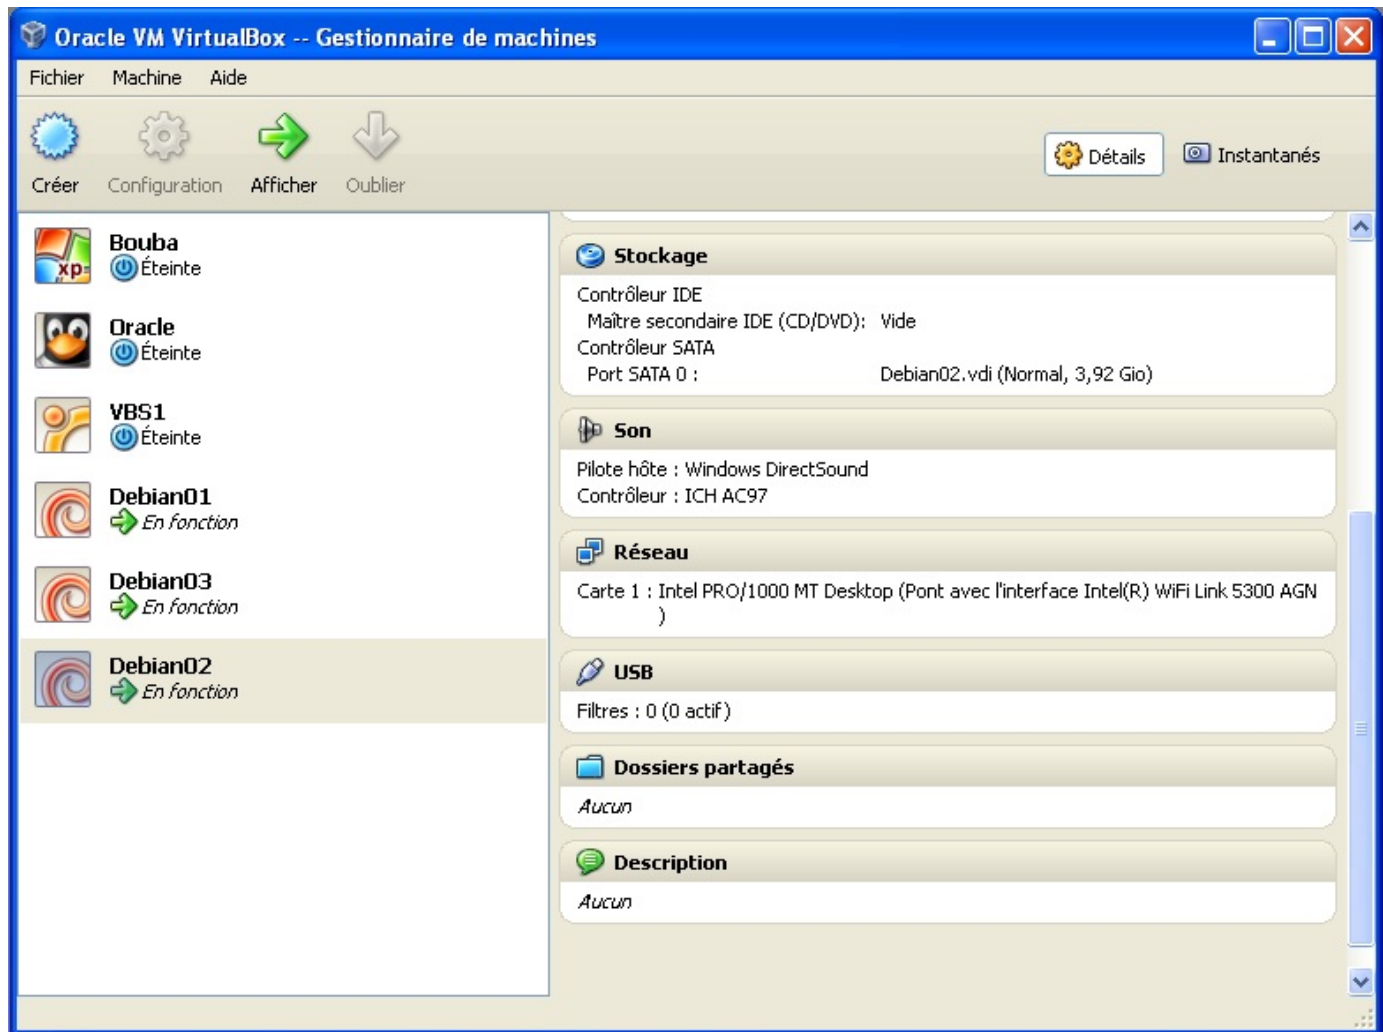 Oracle VM VirtualBox -- Gestionnaire de machines
Fichier Machine Aide
Créer Configuration Afficher Oublier
Détails Instantanés
xp
Bouba
Éteinte
Oracle
Éteinte
VBS1
Éteinte
Debian01
En fonction
Debian03
En fonction
Debian02
En fonction
Stockage
Contrôleur IDE
Maître secondaire IDE (CD/DVD): Vide
Contrôleur SATA
Port SATA 0 : Debian02.vdi (Normal, 3,92 Gio)
Son
Pilote hôte : Windows DirectSound
Contrôleur : ICH AC97
Réseau
Carte 1 : Intel PRO/1000 MT Desktop (Pont avec l'interface Intel(R) WiFi Link 5300 AGN
)
USB
Filtres : 0 (0 actif)
Dossiers partagés
Aucun
Description
Aucun